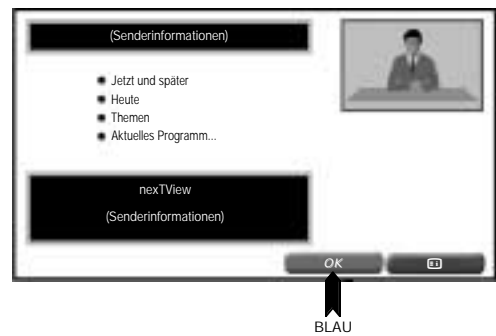 (Senderinformationen)
Jetzt und später
Heute
Themen
Aktuelles Programm...
nexTView
(Senderinformationen)
OK
BLAU